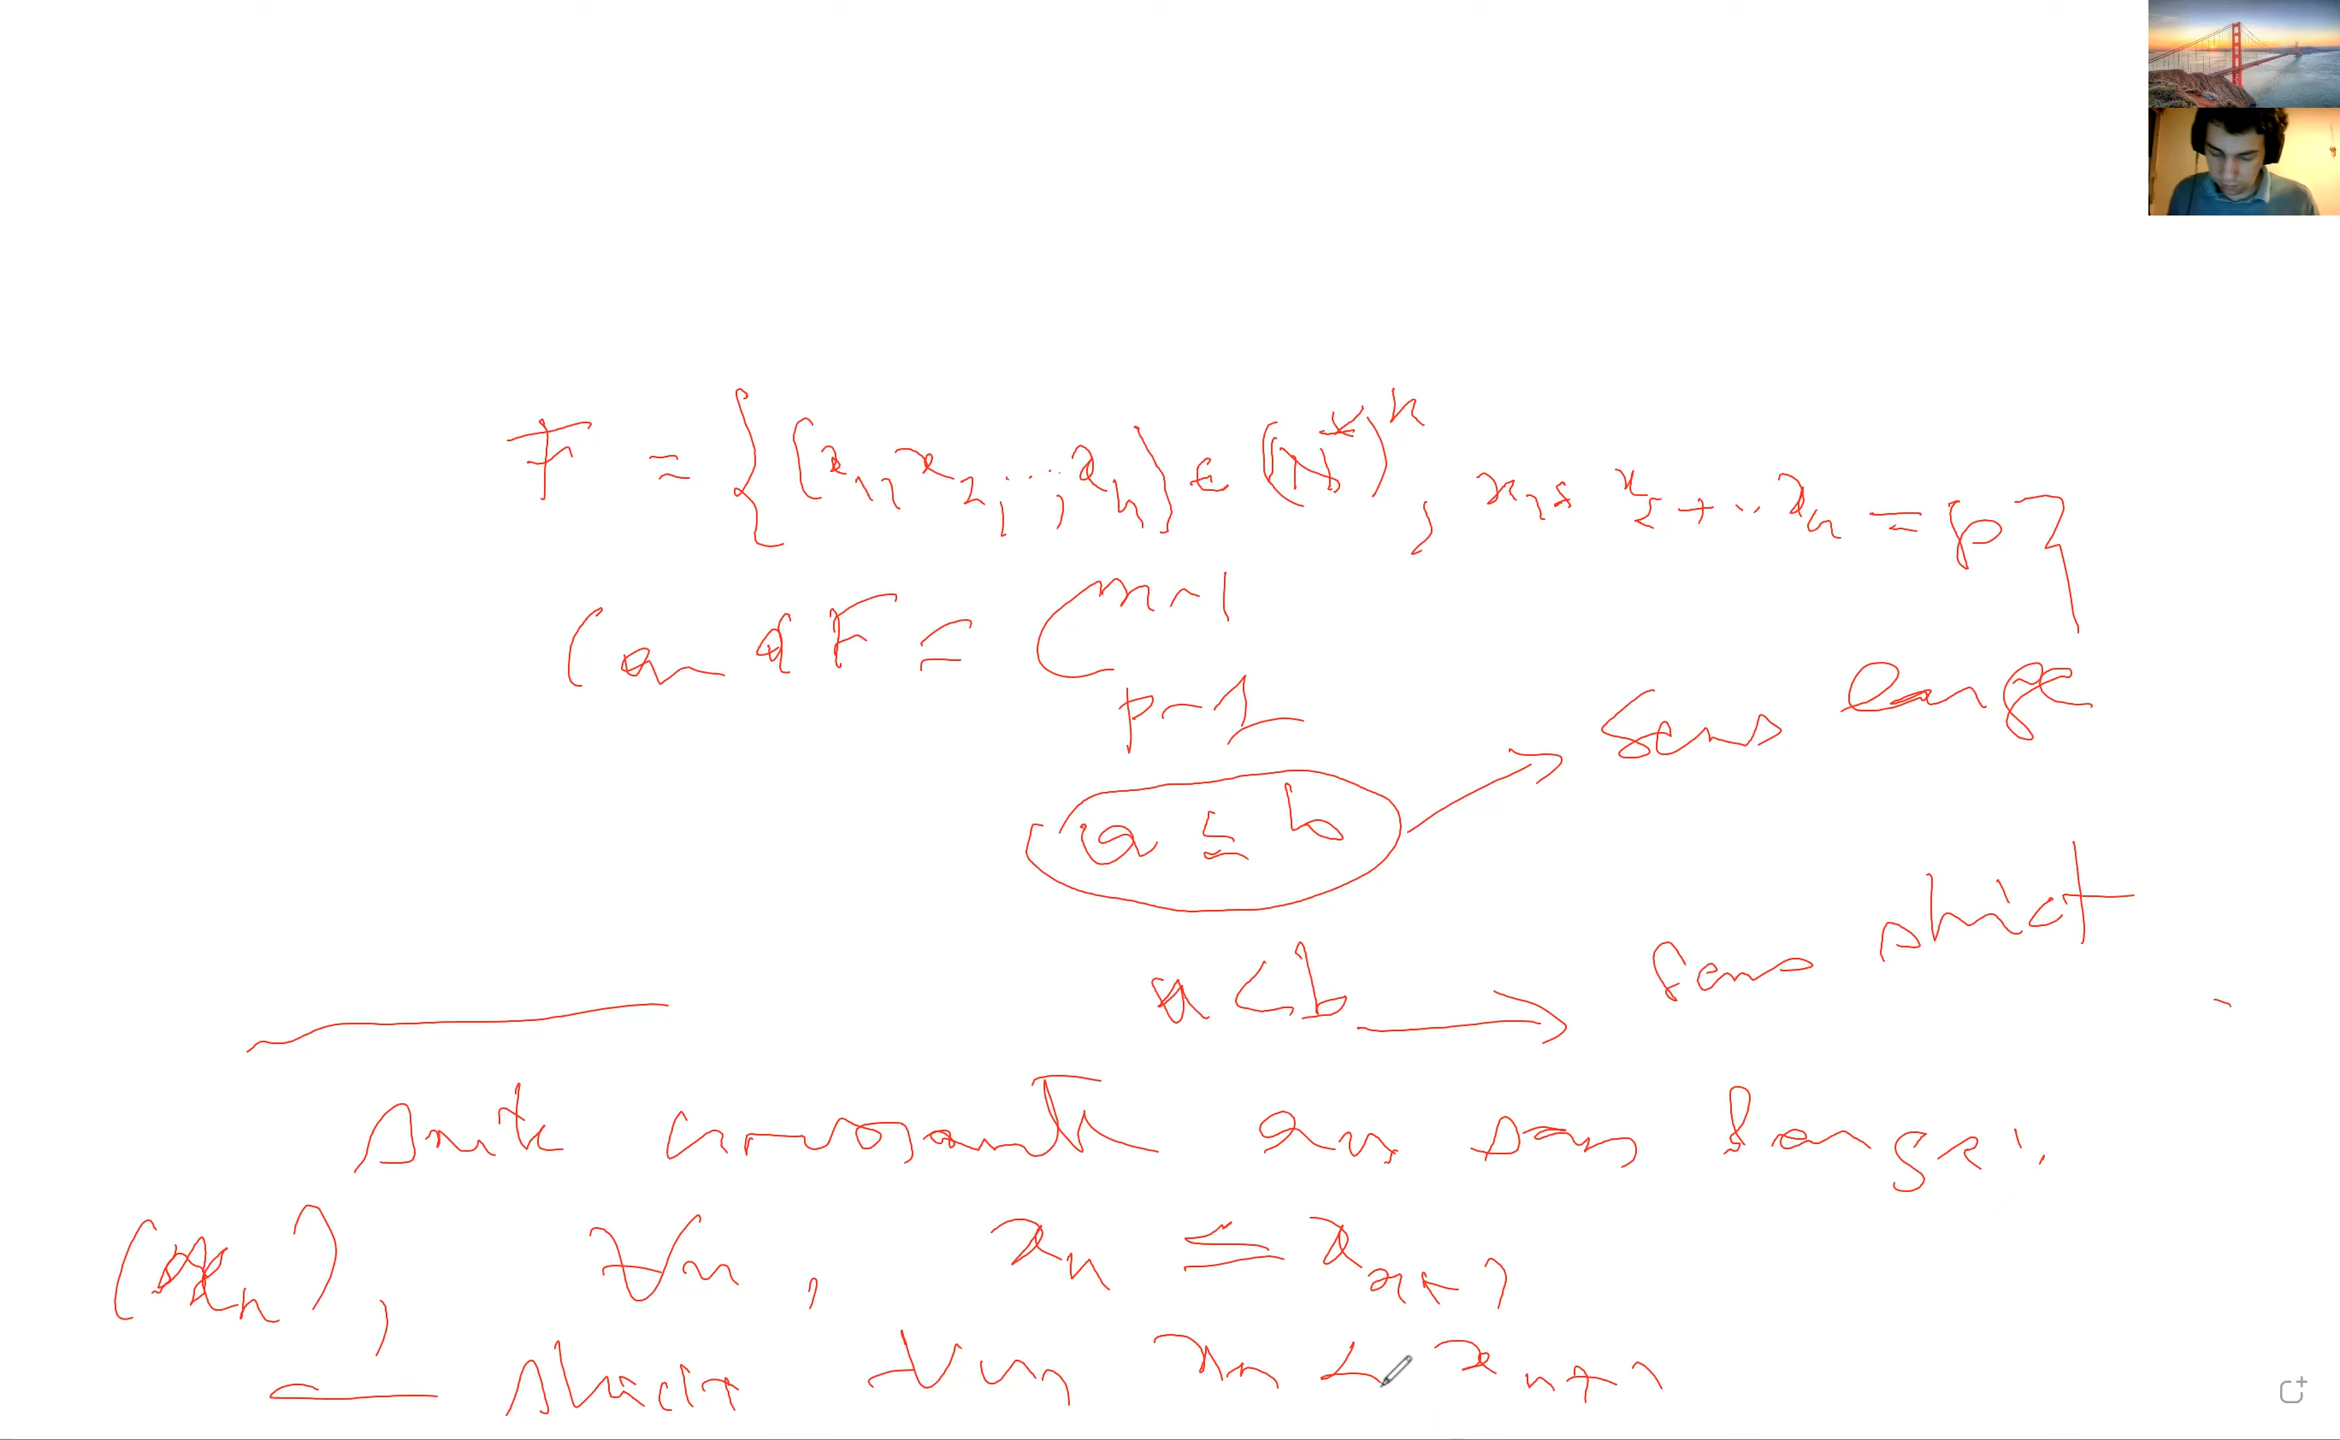 F = {(x₁, x₂, ..., xₙ) ∈ (ℕ*)ⁿ, x₁ + x₂ + .. xₙ = p}
Card F = C_{p-1}^{n-1}
a ≤ b → Sens large
a < b → Sens strict
Suite croissante au sens large :
(xₙ), ∀n, xₙ ≤ xₙ₊₁
— strict ∀n, xₙ < xₙ₊₁